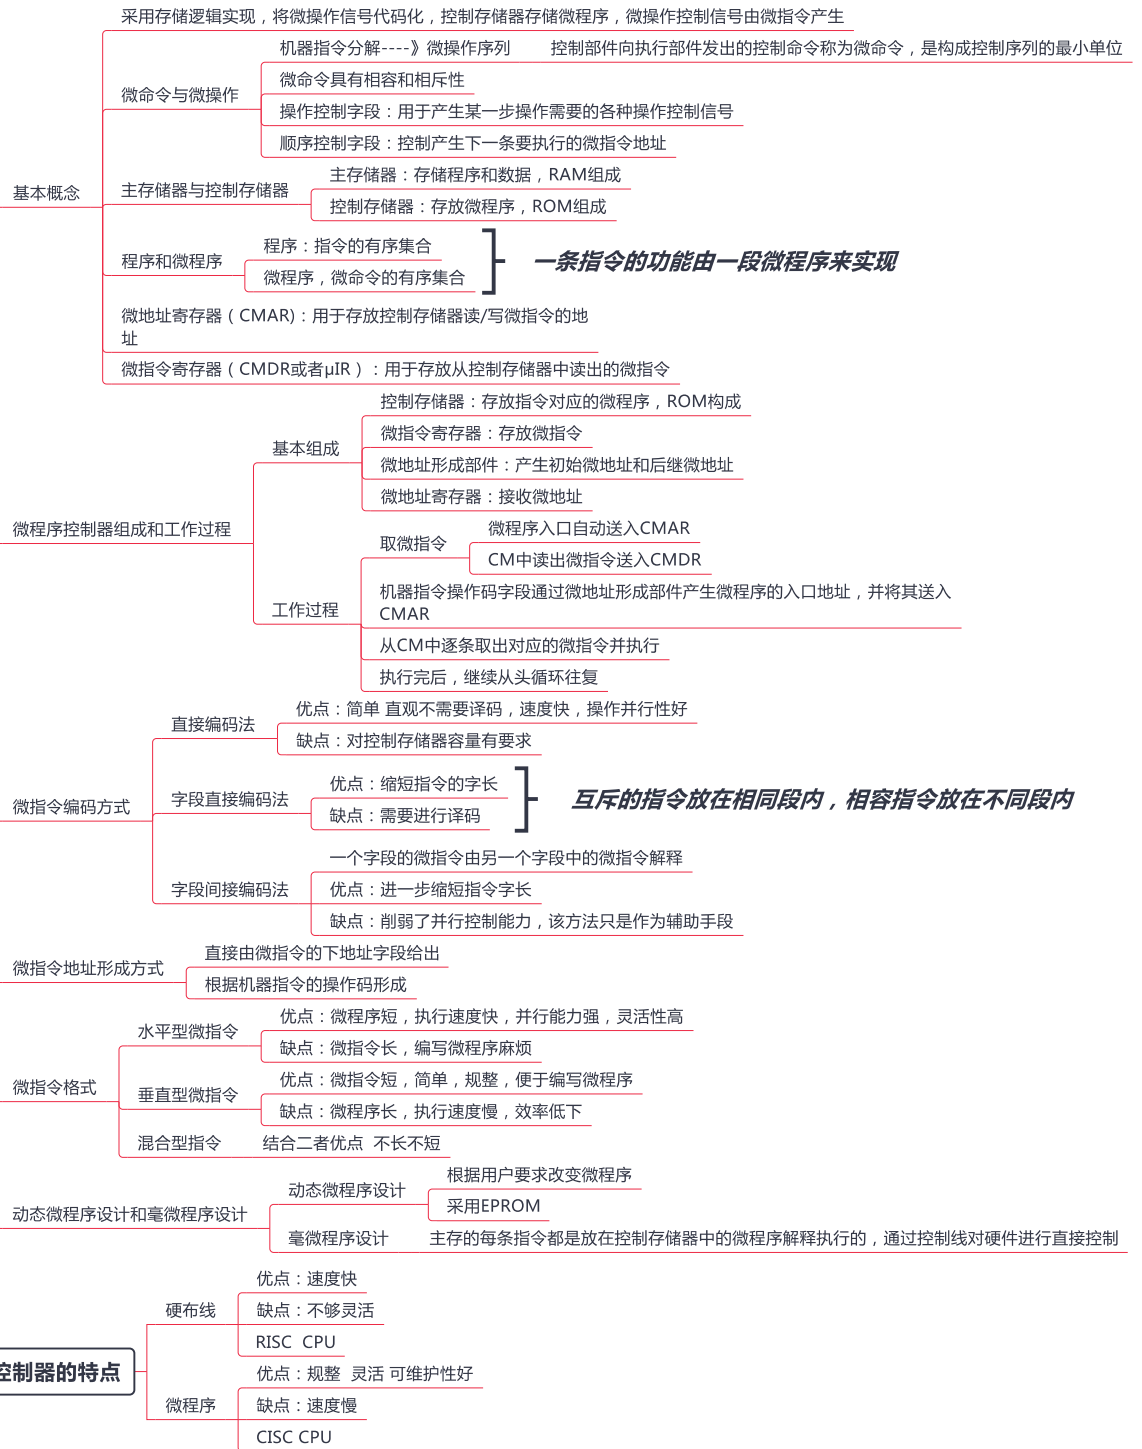 采用存储逻辑实现，将微操作信号代码化，控制存储器存储微程序，微操作控制信号由微指令产生
机器指令分解----》微操作序列 控制部件向执行部件发出的控制命令称为微命令，是构成控制序列的最小单位
微命令具有相容和相斥性
微命令与微操作
操作控制字段：用于产生某一步操作需要的各种操作控制信号
顺序控制字段：控制产生下一条要执行的微指令地址
主存储器：存储程序和数据，RAM组成
基本概念
主存储器与控制存储器
控制存储器：存放微程序，ROM组成
程序：指令的有序集合
程序和微程序
一条指令的功能由一段微程序来实现
微程序，微命令的有序集合
微地址寄存器（CMAR)：用于存放控制存储器读/写微指令的地
址
微指令寄存器（CMDR或者μIR）：用于存放从控制存储器中读出的微指令
控制存储器：存放指令对应的微程序，ROM构成
微指令寄存器：存放微指令
基本组成
微地址形成部件：产生初始微地址和后继微地址
微地址寄存器：接收微地址
微程序控制器组成和工作过程
微程序入口自动送入CMAR
取微指令
CM中读出微指令送入CMDR
机器指令操作码字段通过微地址形成部件产生微程序的入口地址，并将其送入
CMAR
工作过程
从CM中逐条取出对应的微指令并执行
执行完后，继续从头循环往复
优点：简单 直观不需要译码，速度快，操作并行性好
直接编码法
缺点：对控制存储器容量有要求
优点：缩短指令的字长
字段直接编码法
互斥的指令放在相同段内，相容指令放在不同段内
微指令编码方式
缺点：需要进行译码
一个字段的微指令由另一个字段中的微指令解释
字段间接编码法
优点：进一步缩短指令字长
缺点：削弱了并行控制能力，该方法只是作为辅助手段
直接由微指令的下地址字段给出
微指令地址形成方式
根据机器指令的操作码形成
优点：微程序短，执行速度快，并行能力强，灵活性高
水平型微指令
缺点：微指令长，编写微程序麻烦
优点：微指令短，简单，规整，便于编写微程序
微指令格式
垂直型微指令
缺点：微程序长，执行速度慢，效率低下
混合型指令 结合二者优点 不长不短
根据用户要求改变微程序
动态微程序设计
采用EPROM
动态微程序设计和毫微程序设计
毫微程序设计 主存的每条指令都是放在控制存储器中的微程序解释执行的，通过控制线对硬件进行直接控制
优点：速度快
硬布线
缺点：不够灵活
RISC CPU
控制器的特点
优点：规整 灵活 可维护性好
微程序
缺点：速度慢
CISC CPU